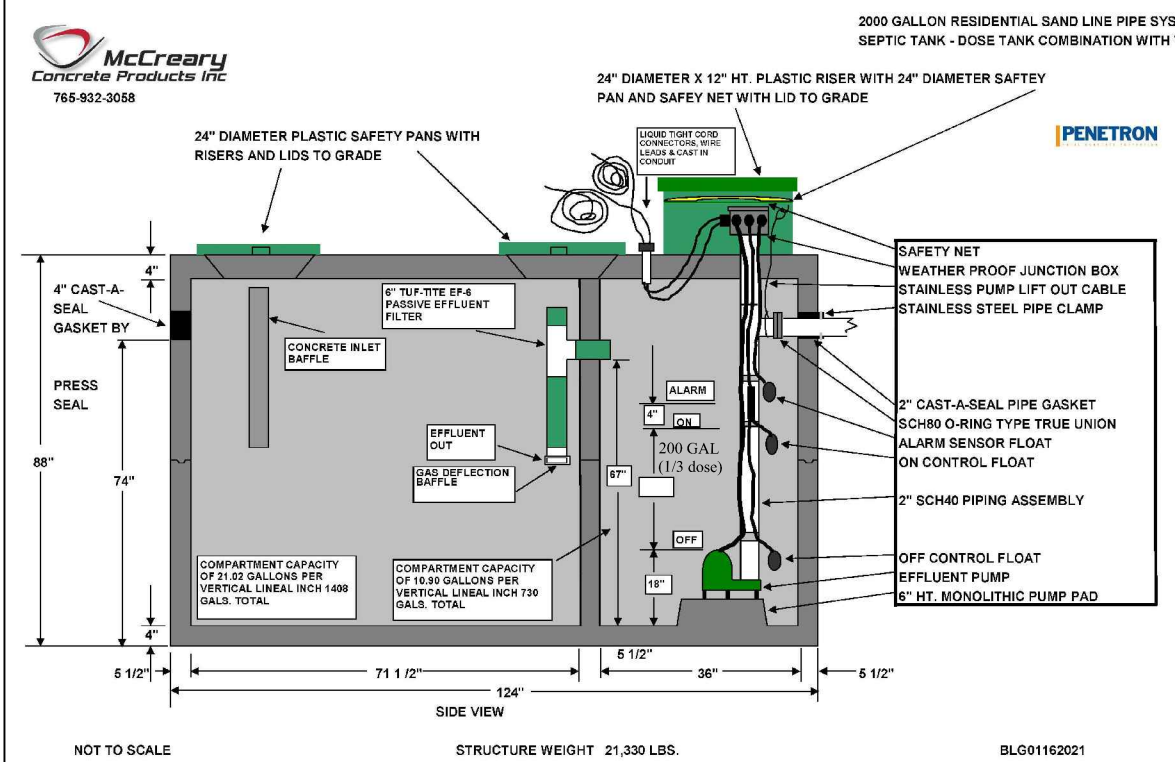 McCreary
Concrete Products Inc
765-932-3058
2000 GALLON RESIDENTIAL SAND LINE PIPE SYS
SEPTIC TANK - DOSE TANK COMBINATION WITH
24" DIAMETER X 12" HT. PLASTIC RISER WITH 24" DIAMETER SAFTEY
PAN AND SAFEY NET WITH LID TO GRADE
PENETRON
24" DIAMETER PLASTIC SAFETY PANS WITH
RISERS AND LIDS TO GRADE
LIQUID TIGHT CORD
CONNECTORS, WIRE
LEADS & CAST IN
CONDUIT
SAFETY NET
WEATHER PROOF JUNCTION BOX
STAINLESS PUMP LIFT OUT CABLE
STAINLESS STEEL PIPE CLAMP
2" CAST-A-SEAL PIPE GASKET
SCH80 O-RING TYPE TRUE UNION
ALARM SENSOR FLOAT
ON CONTROL FLOAT
2" SCH40 PIPING ASSEMBLY
OFF CONTROL FLOAT
EFFLUENT PUMP
6" HT. MONOLITHIC PUMP PAD
4"
4" CAST-A-
SEAL
GASKET BY
PRESS
SEAL
6" TUF-TITE EF-6
PASSIVE EFFLUENT
FILTER
CONCRETE INLET
BAFFLE
ALARM
4"
ON
200 GAL
(1/3 dose)
EFFLUENT
OUT
GAS DEFLECTION
BAFFLE
67"
88"
74"
OFF
18"
COMPARTMENT CAPACITY
OF 21.02 GALLONS PER
VERTICAL LINEAL INCH 1408
GALS. TOTAL
COMPARTMENT CAPACITY
OF 10.90 GALLONS PER
VERTICAL LINEAL INCH 730
GALS. TOTAL
4"
5 1/2"
71 1 /2"
5 1/2"
36"
5 1/2"
124"
SIDE VIEW
NOT TO SCALE
STRUCTURE WEIGHT 21,330 LBS.
BLG01162021